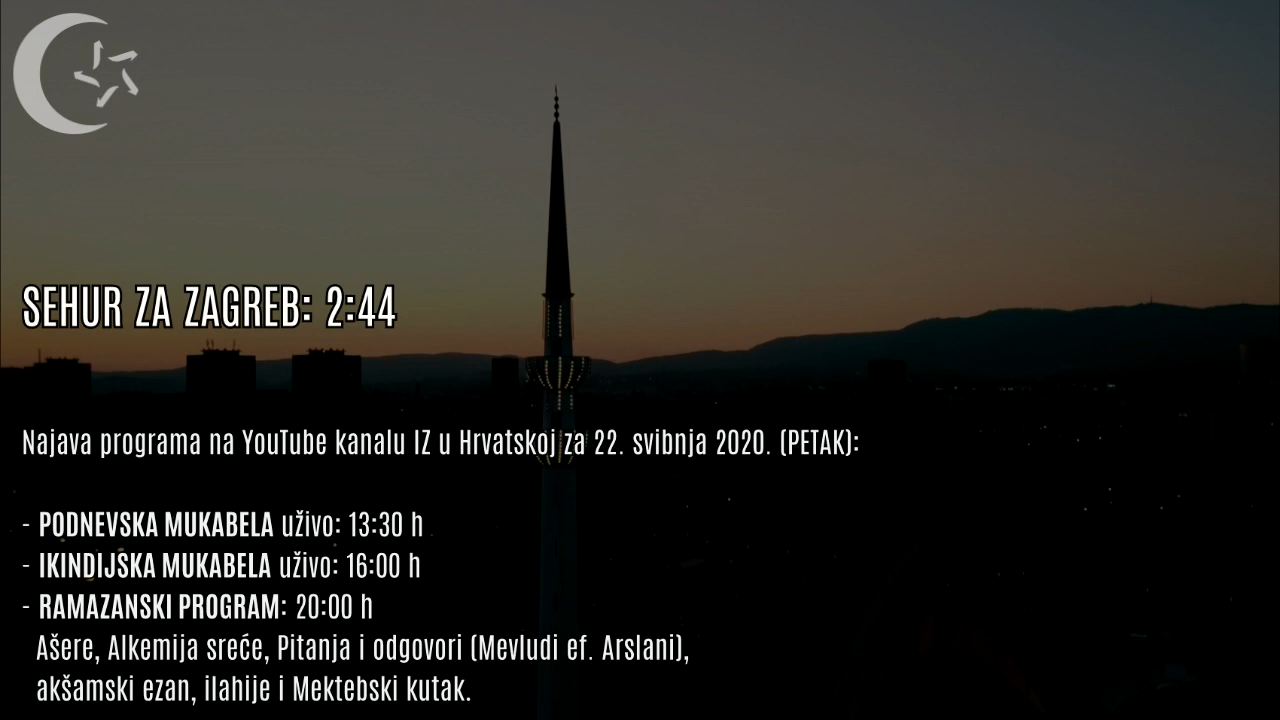 SEHUR ZA ZAGREB: 2:44
Najava programa na YouTube kanalu IZ u Hrvatskoj za 22. svibnja 2020. (PETAK):
- PODNEVSKA MUKABELA uživo: 13:30 h
- IKINDIJSKA MUKABELA uživo: 16:00 h
- RAMAZANSKI PROGRAM: 20:00 h
Ašere, Alkemija sreće, Pitanja i odgovori (Mevludi ef. Arslani),
akšamski ezan, ilahije i Mektebski kutak.